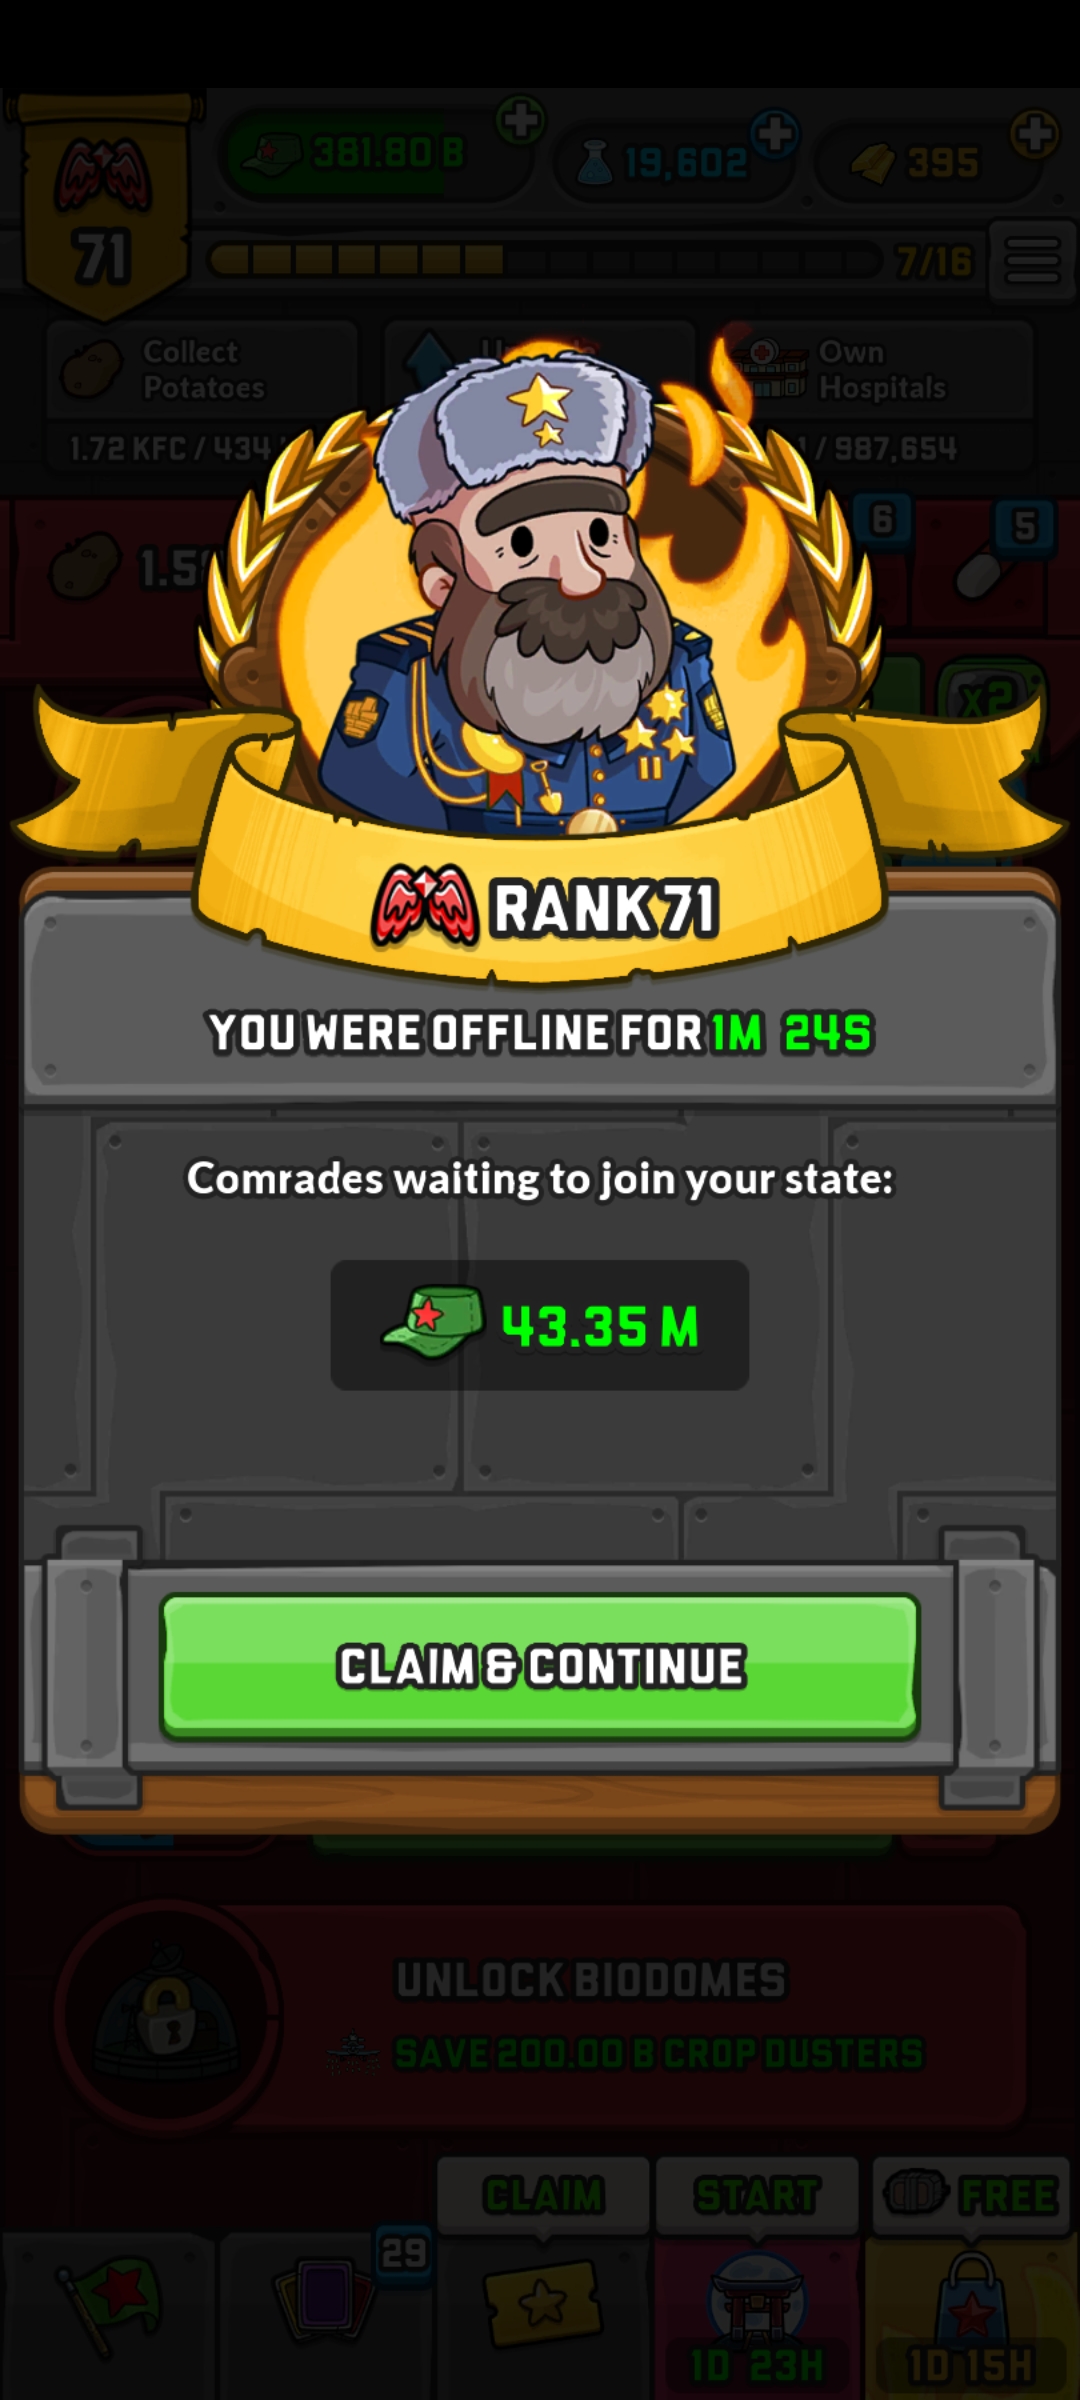 381.80 B
19,602
395
71
7/16
Collect
Potatoes
Own
Hospitals
1.72 KFC / 434
/ 987,654
6
5
x2
RANK 71
YOU WERE OFFLINE FOR 1M 24S
Comrades waiting to join your state:
43.35 M
CLAIM & CONTINUE
UNLOCK BIODOMES
SAVE 200.00 B CROP DUSTERS
CLAIM
START
FREE
29
1D 23H
1D 15H